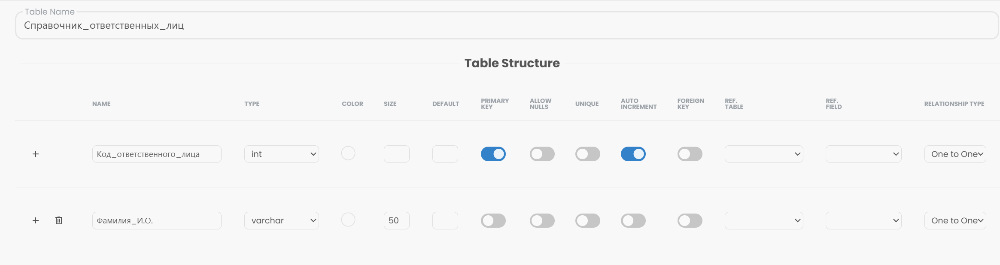 Table Name
Справочник_ответственных_лиц
Table Structure
NAME TYPE COLOR SIZE DEFAULT PRIMARY KEY ALLOW NULLS UNIQUE AUTO INCREMENT FOREIGN KEY REF. TABLE REF. FIELD RELATIONSHIP TYPE
Код_ответственного_лица int One to One
Фамилия_И.О. varchar 50 One to One